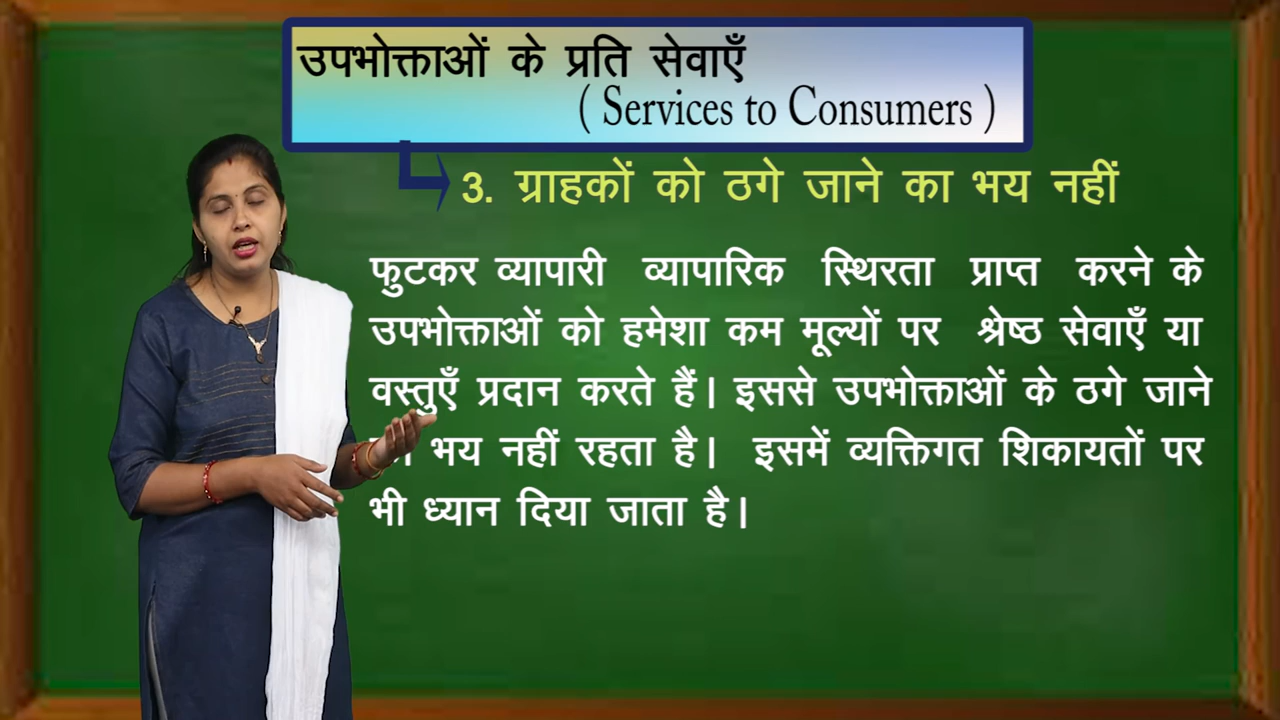 उपभोक्ताओं के प्रति सेवाएँ
( Services to Consumers )
3. ग्राहकों को ठगे जाने का भय नहीं
फुटकर व्यापारी व्यापारिक स्थिरता प्राप्त करने के
उपभोक्ताओं को हमेशा कम मूल्यों पर श्रेष्ठ सेवाएँ या
वस्तुएँ प्रदान करते हैं। इससे उपभोक्ताओं के ठगे जाने
भय नहीं रहता है। इसमें व्यक्तिगत शिकायतों पर
भी ध्यान दिया जाता है।